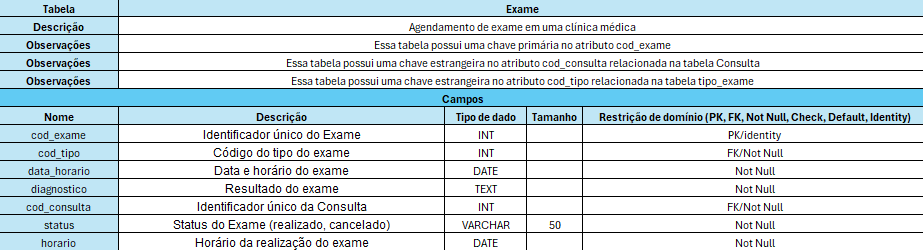 Tabela Exame
Descrição Agendamento de exame em uma clínica médica
Observações Essa tabela possui uma chave primária no atributo cod_exame
Observações Essa tabela possui uma chave estrangeira no atributo cod_consulta relacionada na tabela Consulta
Observações Essa tabela possui uma chave estrangeira no atributo cod_tipo relacionada na tabela tipo_exame
Campos
Nome Descrição Tipo de dado Tamanho Restrição de domínio (PK, FK, Not Null, Check, Default, Identity)
cod_exame Identificador único do Exame INT PK/identity
cod_tipo Código do tipo do exame INT FK/Not Null
data_horario Data e horário do exame DATE Not Null
diagnostico Resultado do exame TEXT Not Null
cod_consulta Identificador único da Consulta INT FK/Not Null
status Status do Exame (realizado, cancelado) VARCHAR 50 Not Null
horario Horário da realização do exame DATE Not Null